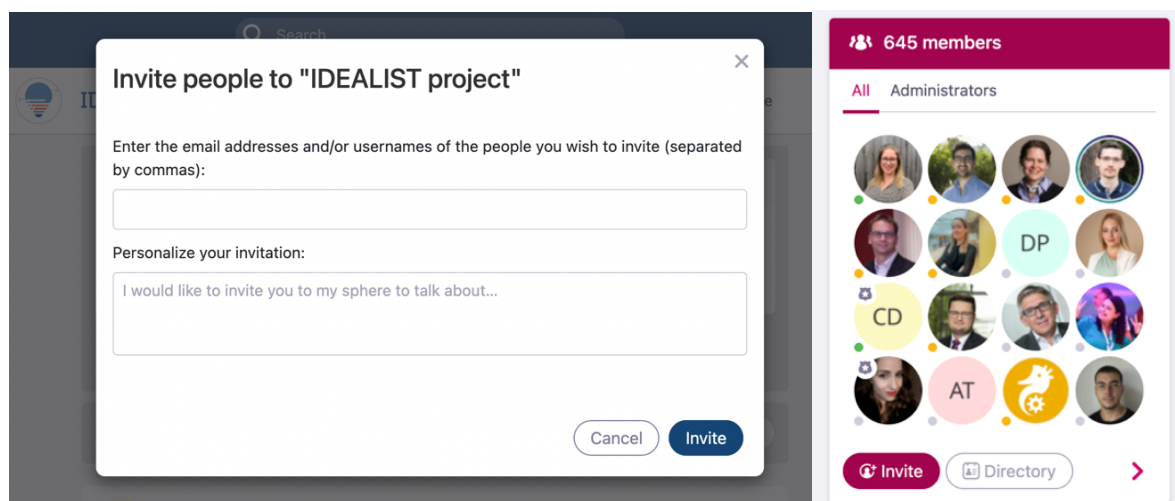 Search
Invite people to "IDEALIST project"
Enter the email addresses and/or usernames of the people you wish to invite (separated
by commas):
Personalize your invitation:
I would like to invite you to my sphere to talk about...
Cancel
Invite
645 members
All
Administrators
DP
CD
AT
Invite
Directory